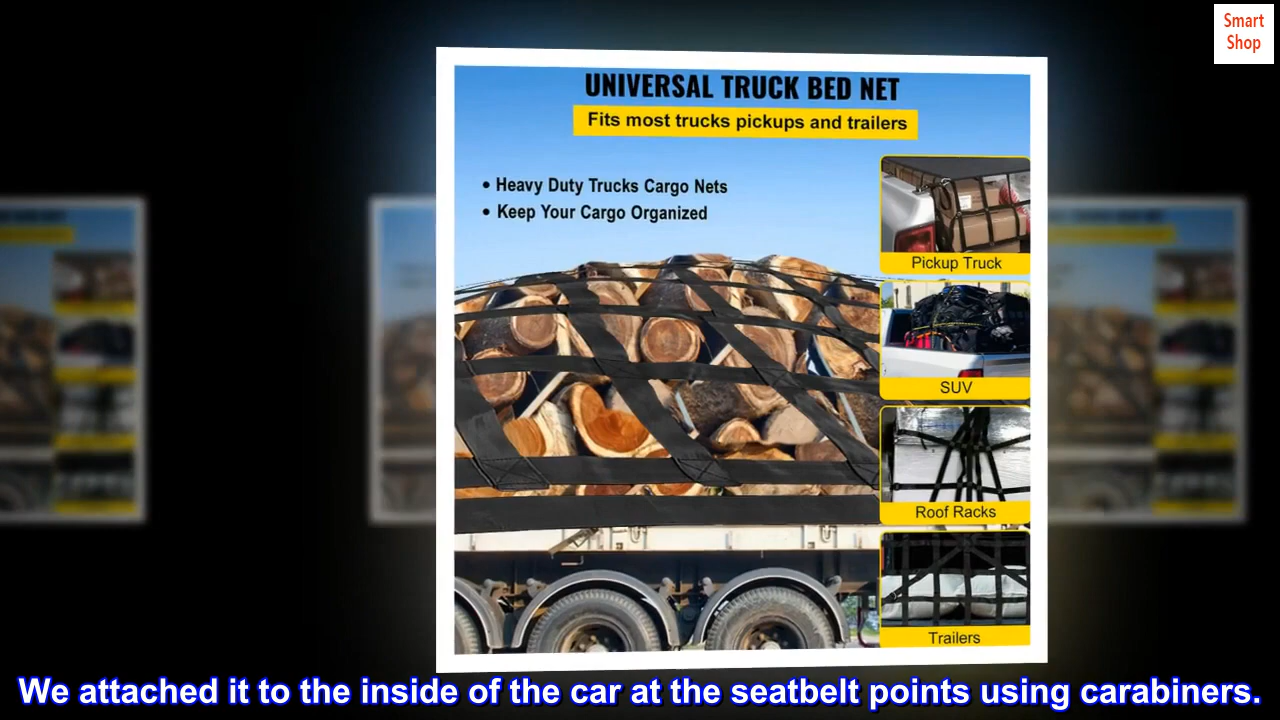 Smart
Shop
UNIVERSAL TRUCK BED NET
Fits most trucks pickups and trailers
• Heavy Duty Trucks Cargo Nets
• Keep Your Cargo Organized
Pickup Truck
SUV
Roof Racks
Trailers
We attached it to the inside of the car at the seatbelt points using carabiners.